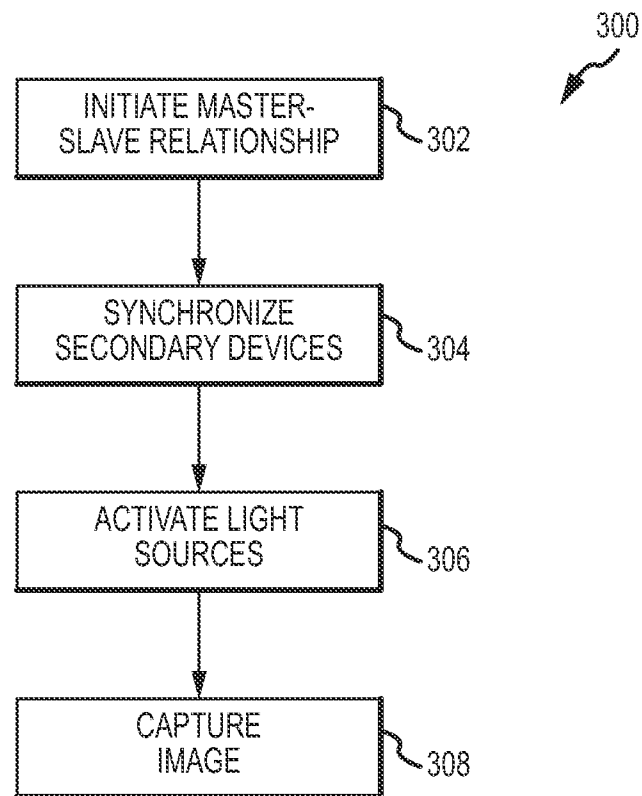 300
INITIATE MASTER-
SLAVE RELATIONSHIP
302
SYNCHRONIZE
SECONDARY DEVICES
304
ACTIVATE LIGHT
SOURCES
306
CAPTURE
IMAGE
308